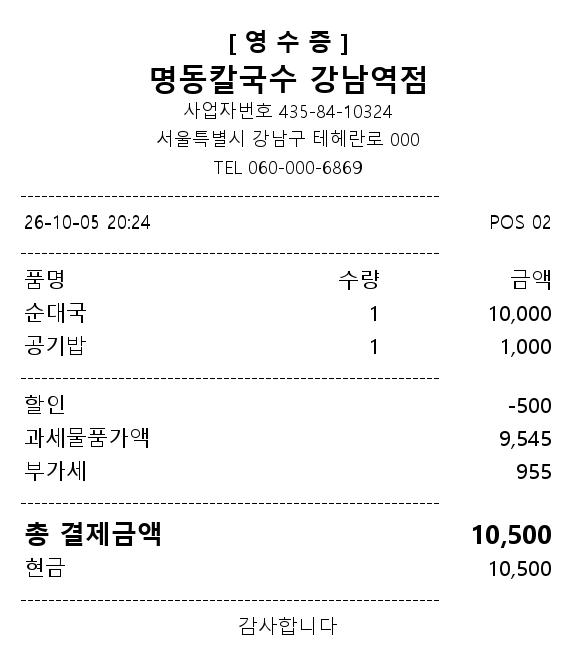 [ 영 수 증 ]
명동칼국수 강남역점
사업자번호 435-84-10324
서울특별시 강남구 테헤란로 000
TEL 060-000-6869
26-10-05 20:24 POS 02
품명 수량 금액
순대국 1 10,000
공기밥 1 1,000
할인 -500
과세물품가액 9,545
부가세 955
총 결제금액 10,500
현금 10,500
감사합니다